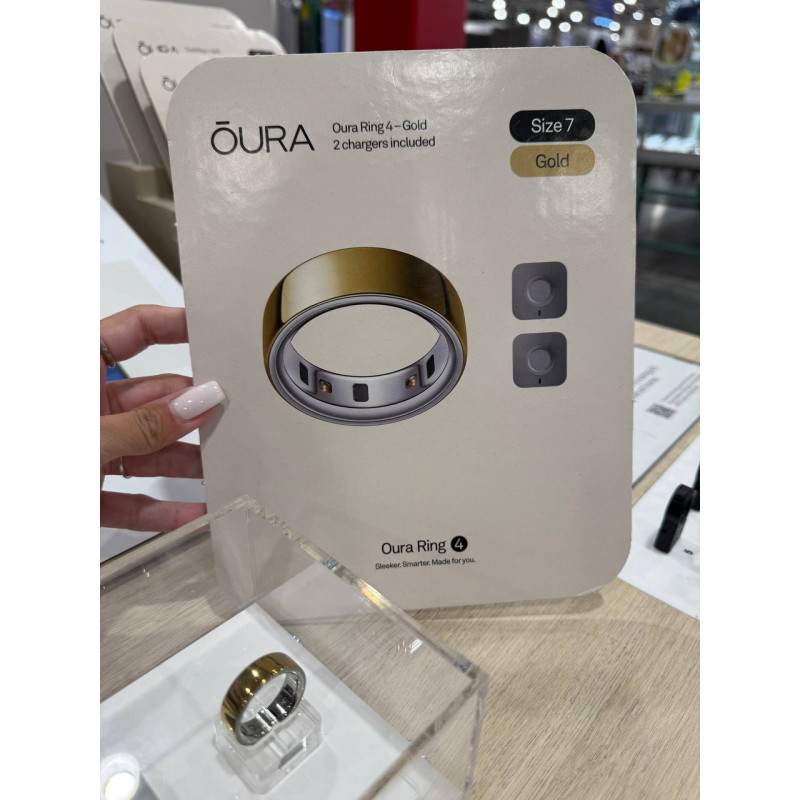 ŌURA
Oura Ring 4 – Gold
2 chargers included
Size 7
Gold
Oura Ring 4
Sleeker. Smarter. Made for you.